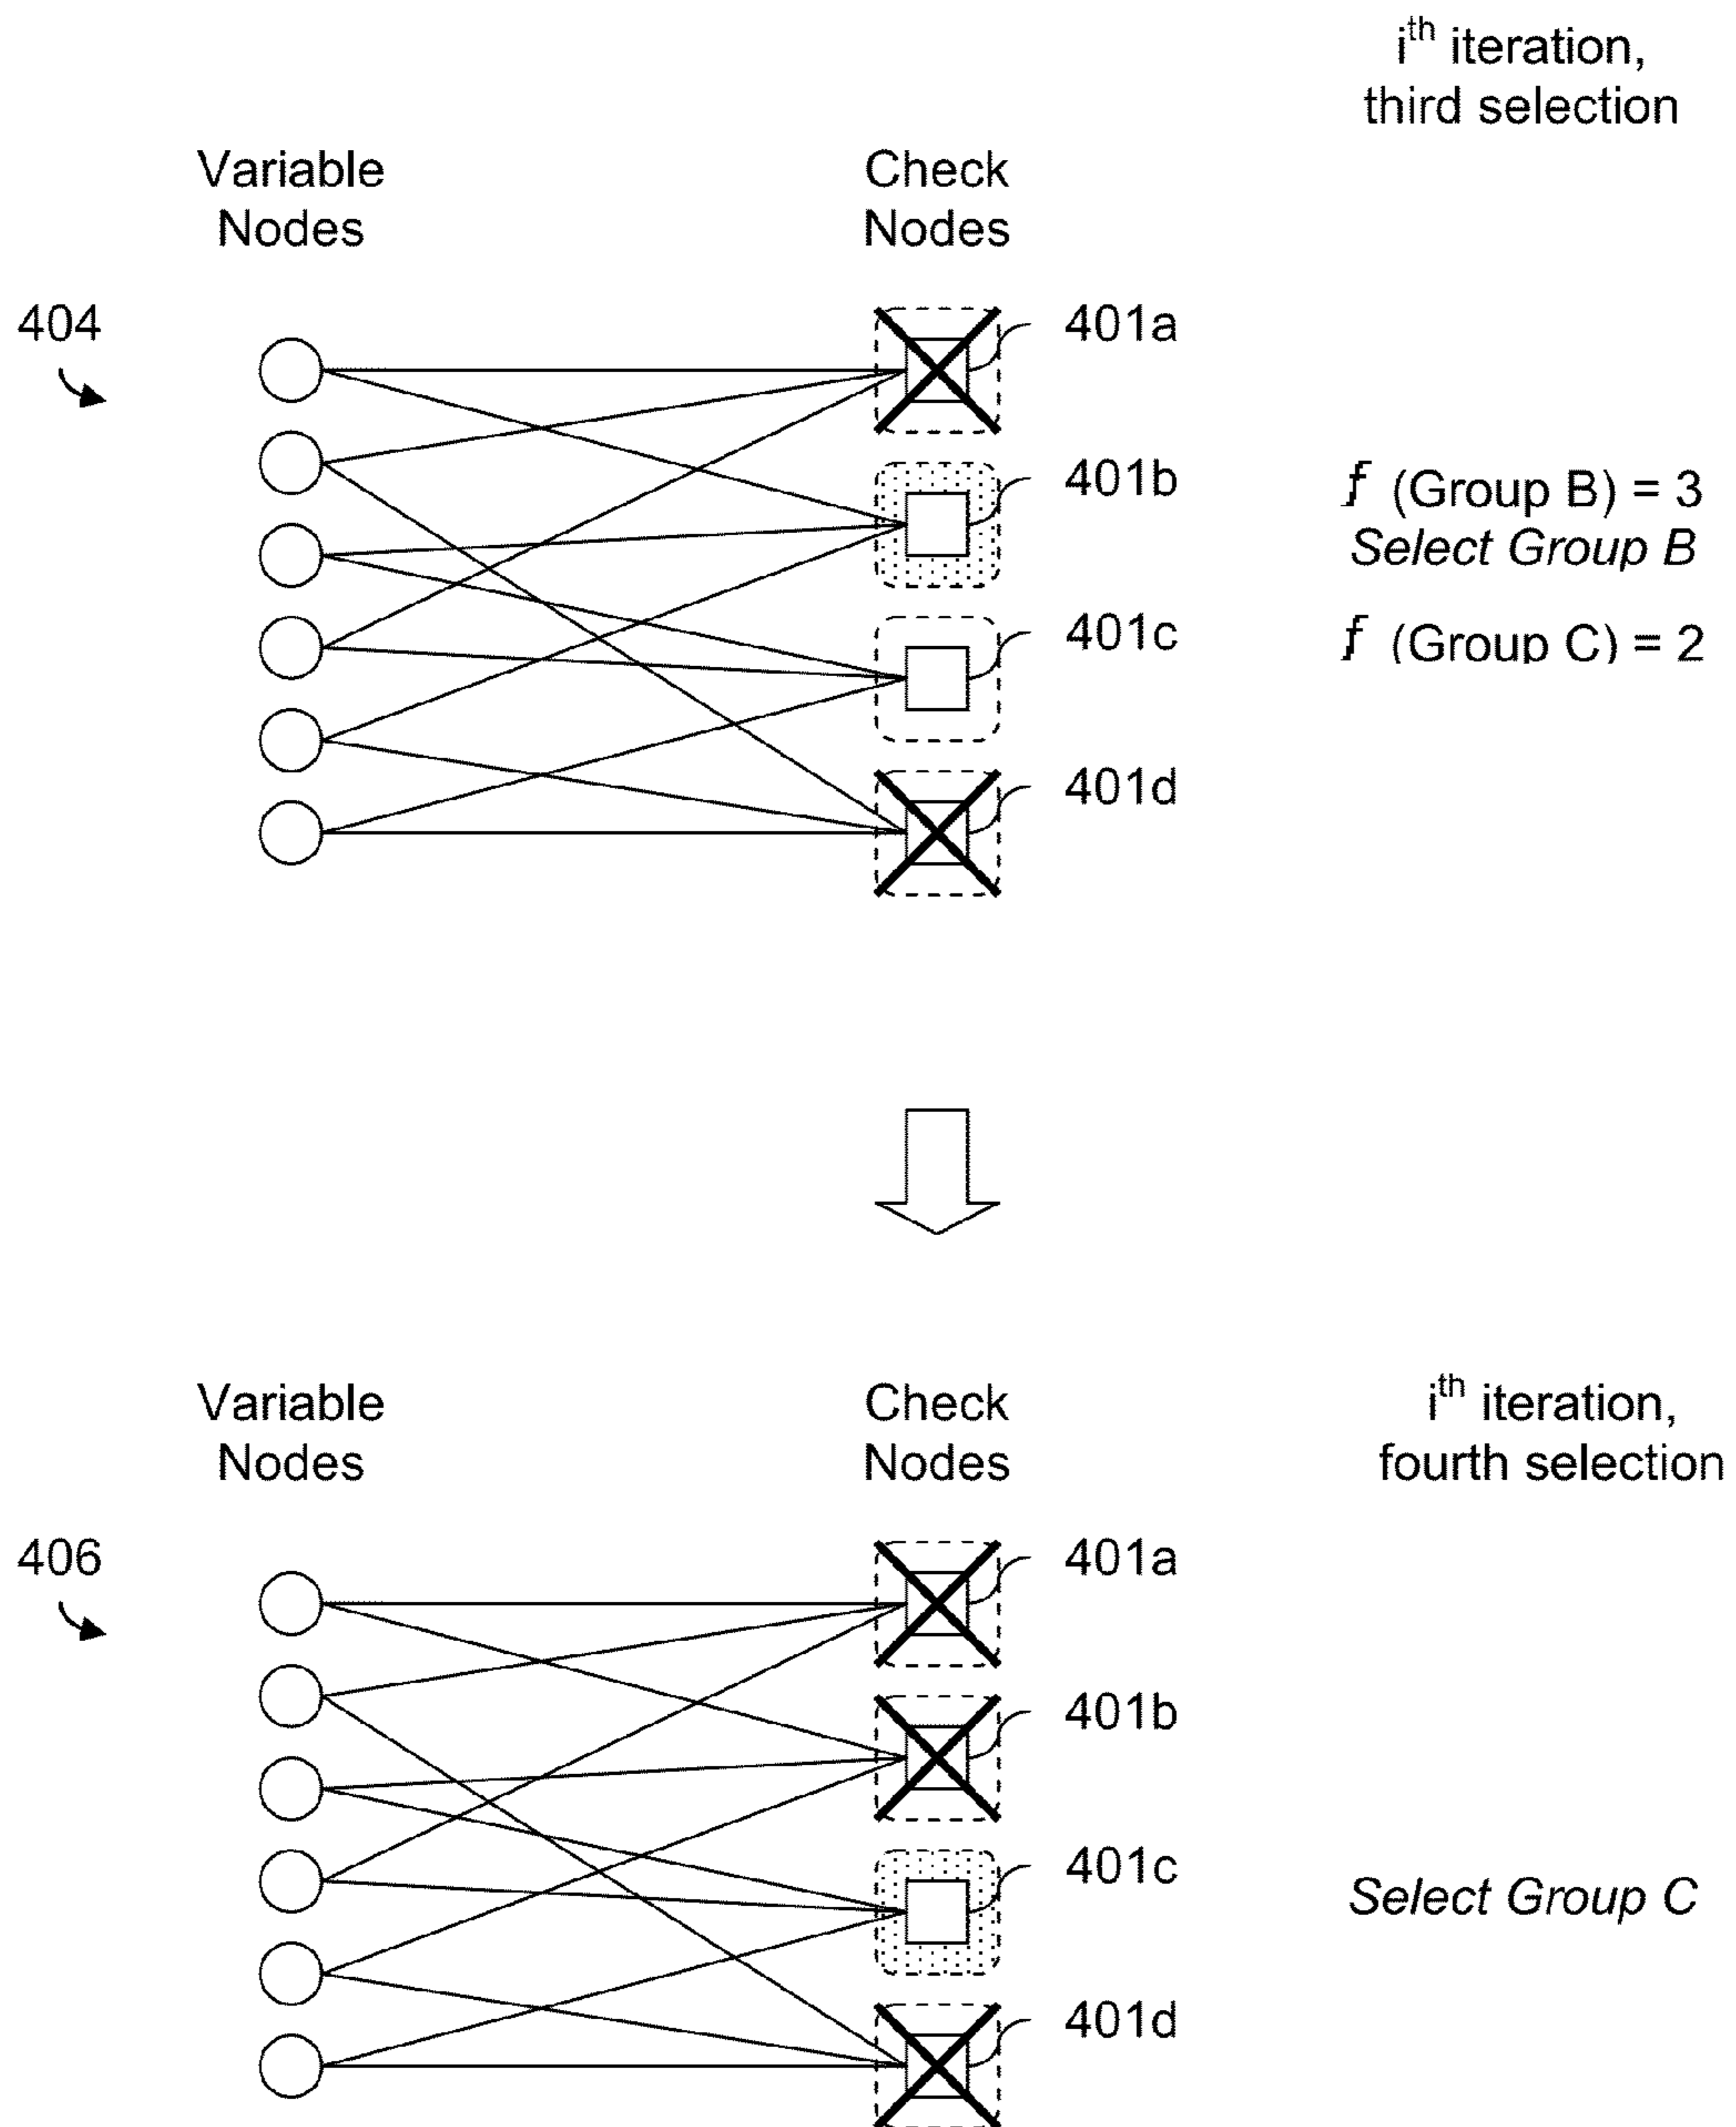 i^th iteration,
third selection
Variable
Nodes
Check
Nodes
404
401a
401b
ƒ (Group B) = 3
Select Group B
401c
ƒ (Group C) = 2
401d
Variable
Nodes
Check
Nodes
i^th iteration,
fourth selection
406
401a
401b
401c
Select Group C
401d